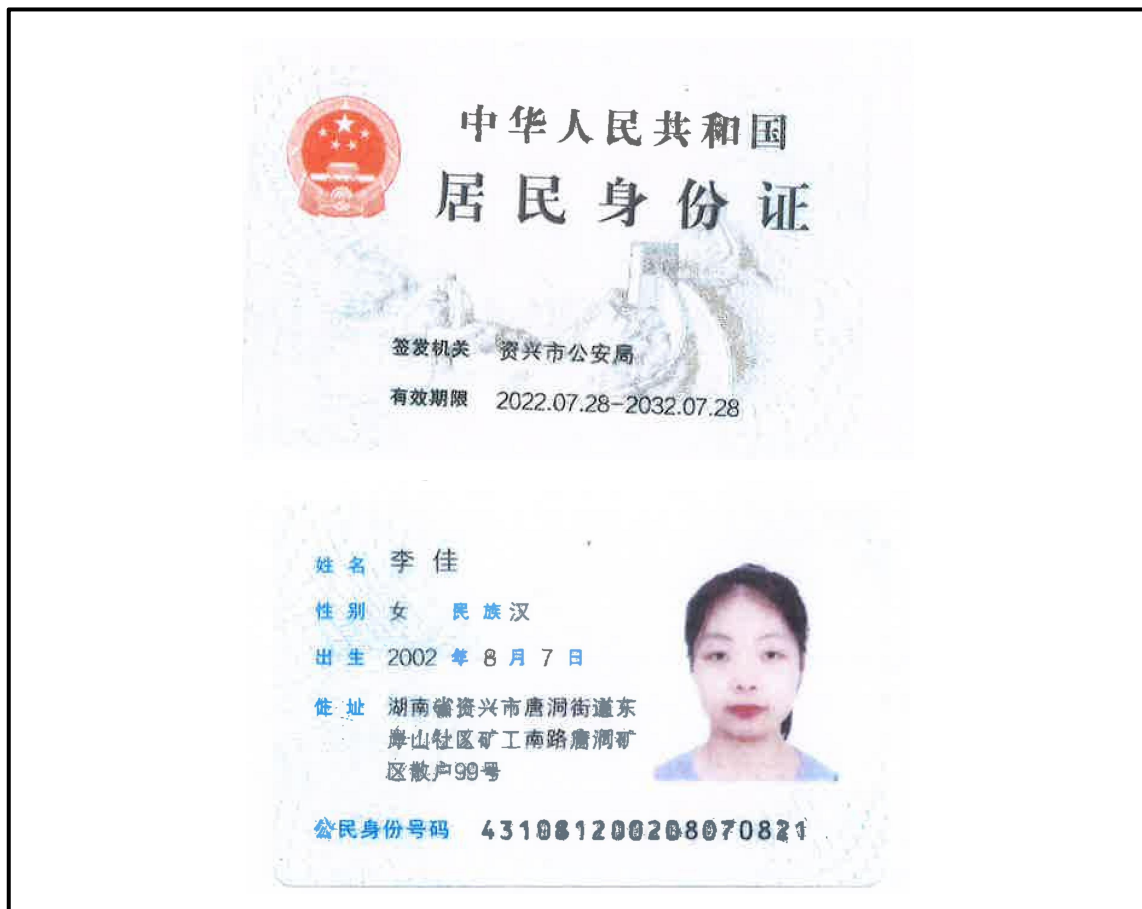 中华人民共和国
居民身份证
签发机关 资兴市公安局
有效期限 2022.07.28-2032.07.28
姓名 李佳
性别 女 民族 汉
出生 2002 年 8 月 7 日
住址 湖南省资兴市唐洞街道东
山社区矿工南路唐洞矿
区散户99号
公民身份号码 431081200208070821